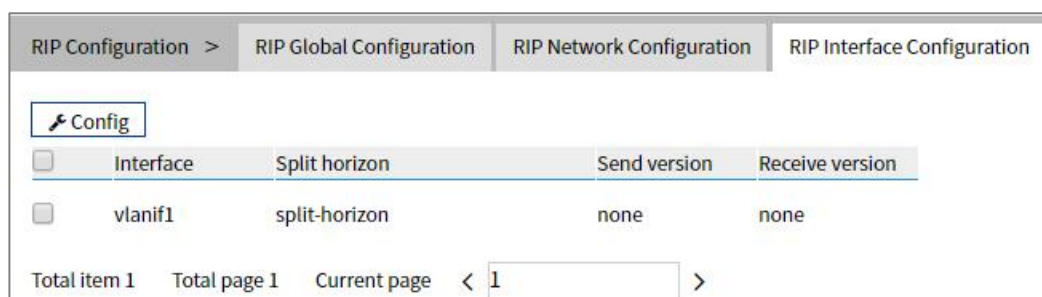 RIP Configuration > RIP Global Configuration RIP Network Configuration RIP Interface Configuration
Config
Interface Split horizon Send version Receive version
vlanif1 split-horizon none none
Total item 1 Total page 1 Current page < 1 >